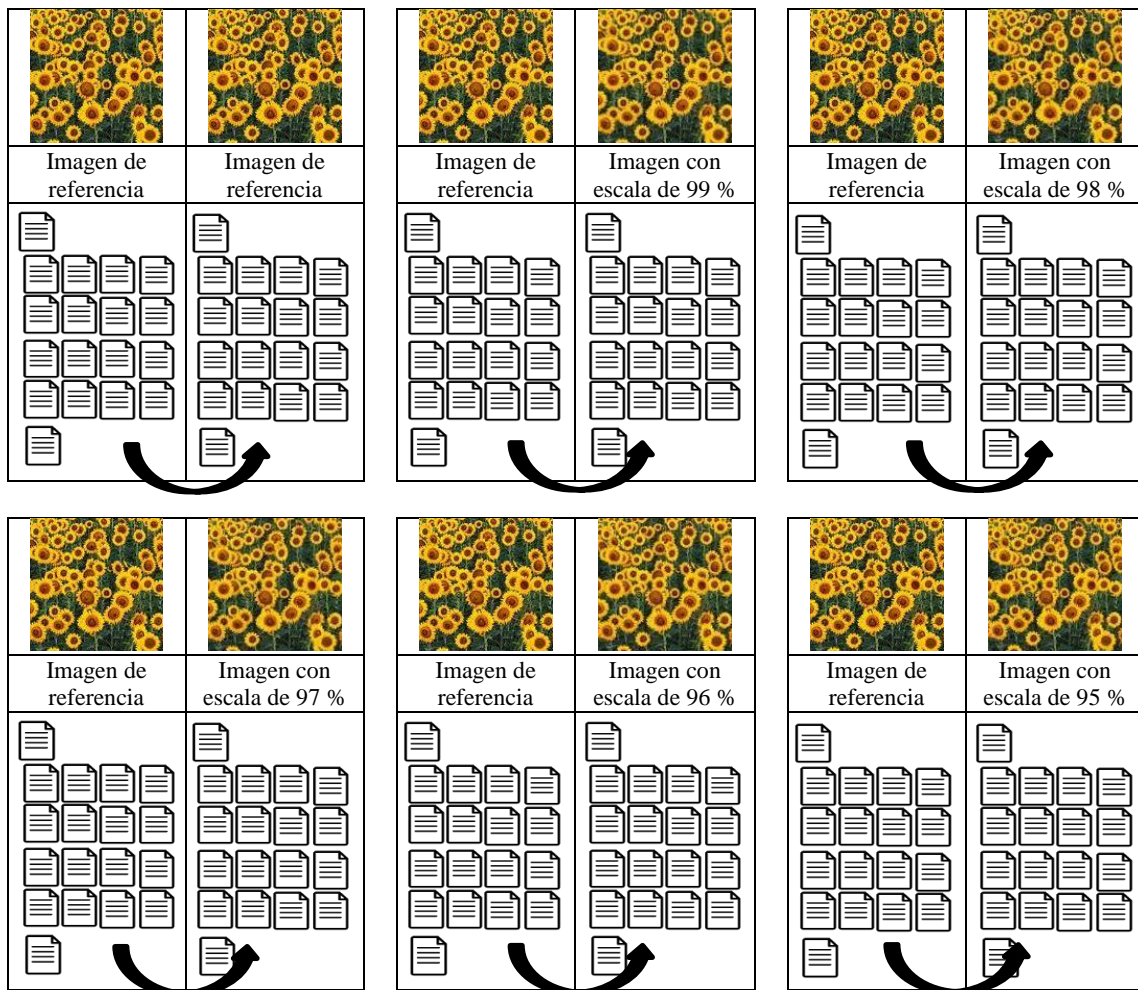 Imagen de
referencia
Imagen de
referencia
Imagen de
referencia
Imagen con
escala de 99 %
Imagen de
referencia
Imagen con
escala de 98 %
Imagen de
referencia
Imagen con
escala de 97 %
Imagen de
referencia
Imagen con
escala de 96 %
Imagen de
referencia
Imagen con
escala de 95 %